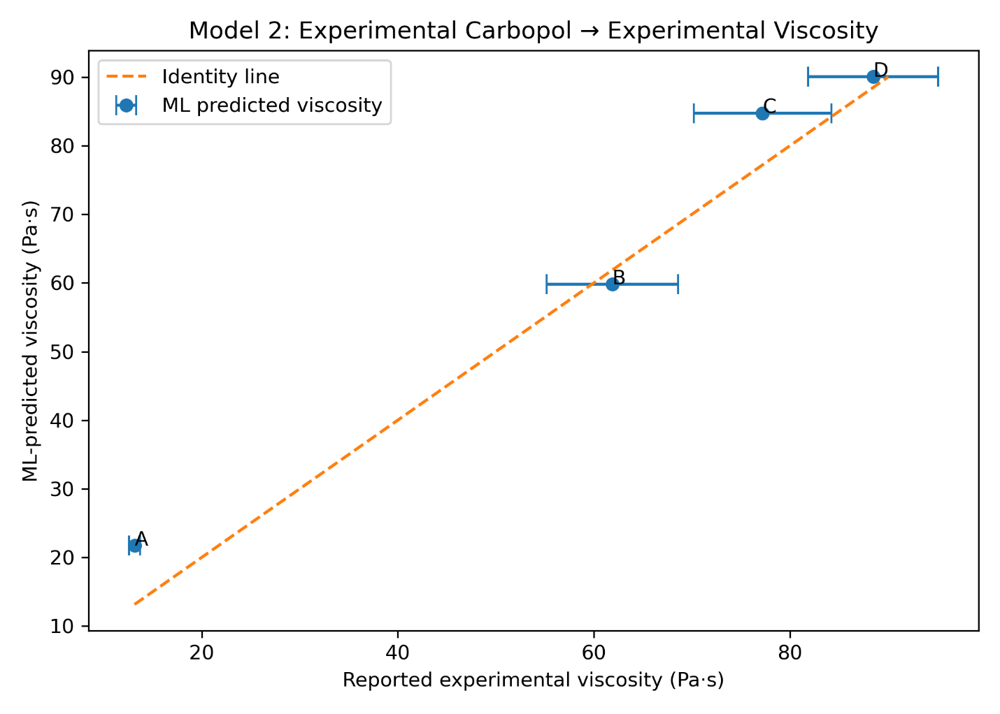 Model 2: Experimental Carbopol → Experimental Viscosity
Identity line
ML predicted viscosity
D
C
B
A
ML-predicted viscosity (Pa·s)
90
80
70
60
50
40
30
20
10
20 40 60 80
Reported experimental viscosity (Pa·s)